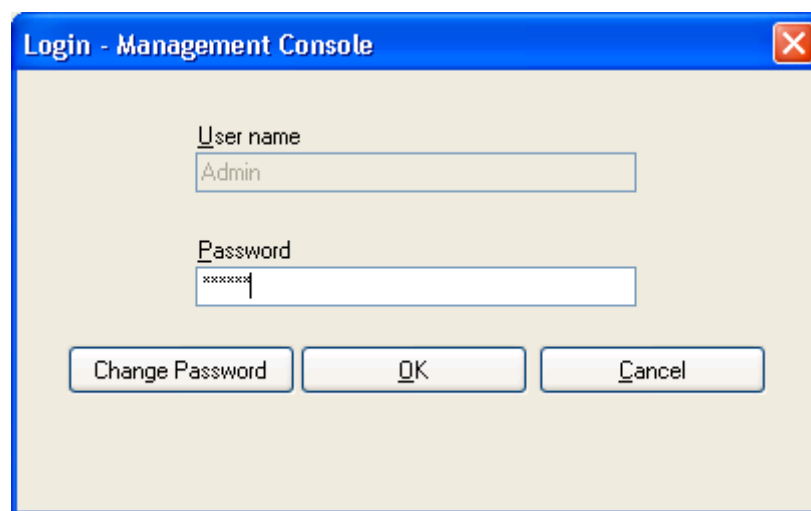 Login - Management Console
User name
Admin
Password
******
Change Password OK Cancel